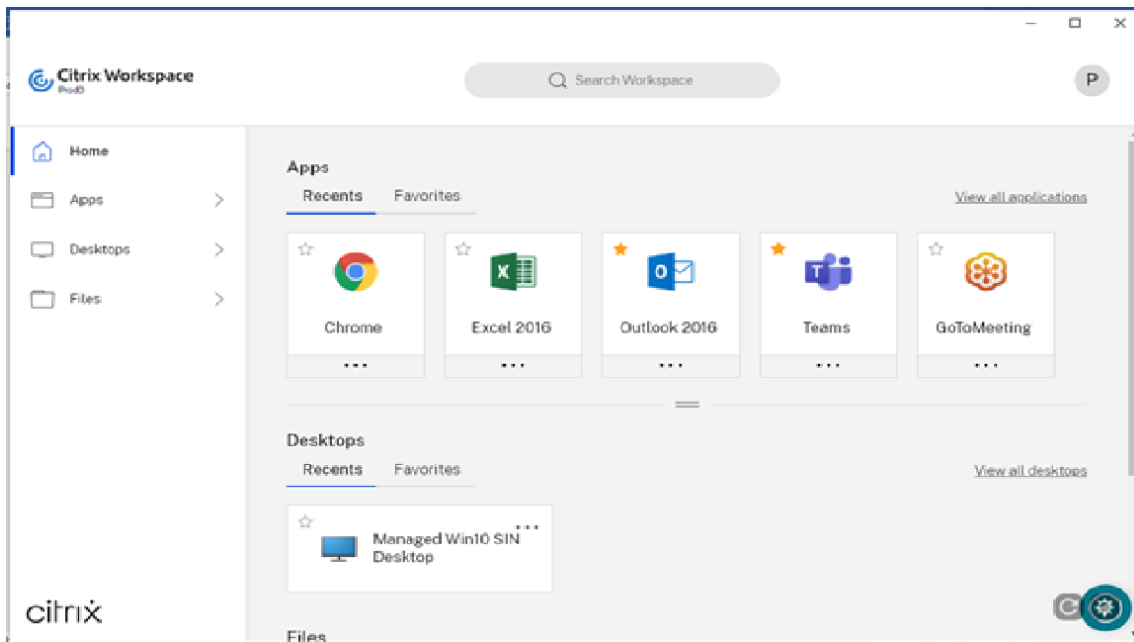 Citrix Workspace
ProdD
Search Workspace
P
Home
Apps
Desktops
Files
Apps
Recents Favorites
View all applications
Chrome
Excel 2016
Outlook 2016
Teams
GoToMeeting
Desktops
Recents Favorites
View all desktops
Managed Win10 SIN
Desktop
Files
citrix